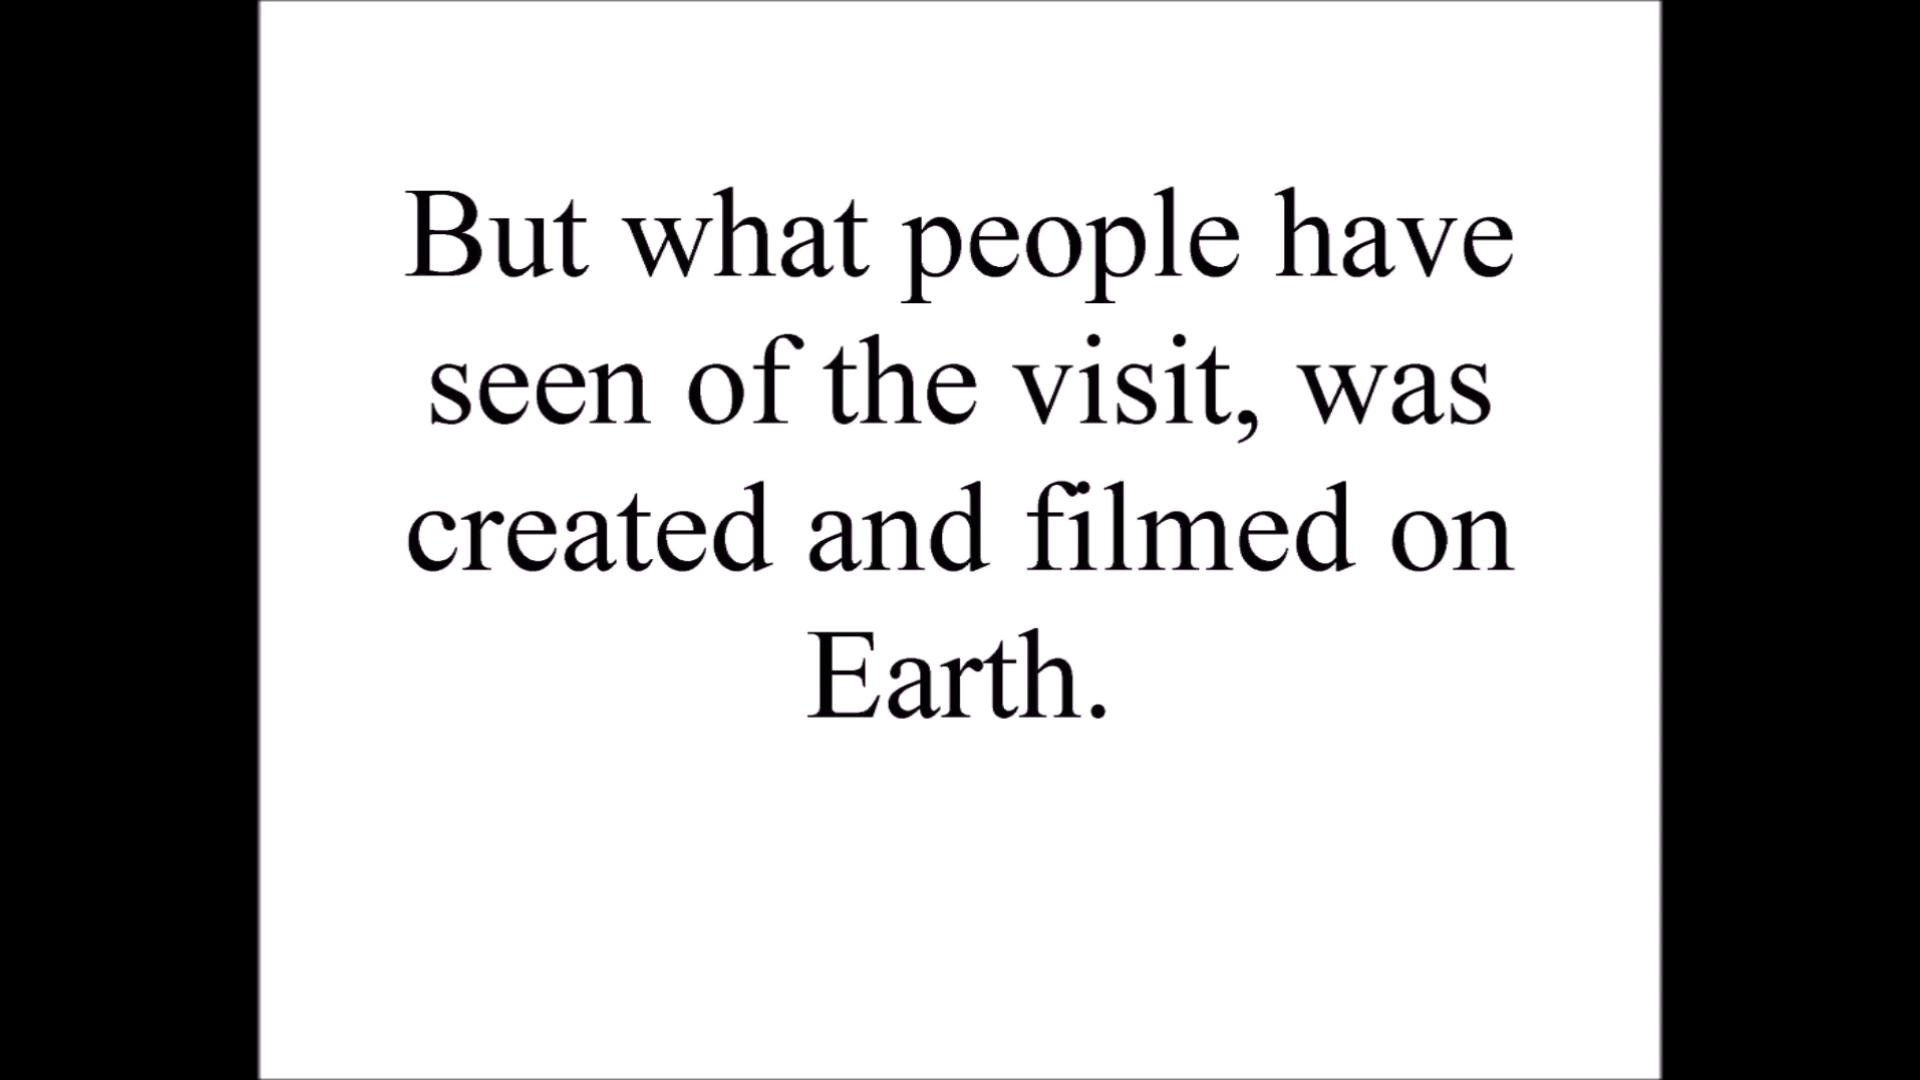 But what people have
seen of the visit, was
created and filmed on
Earth.